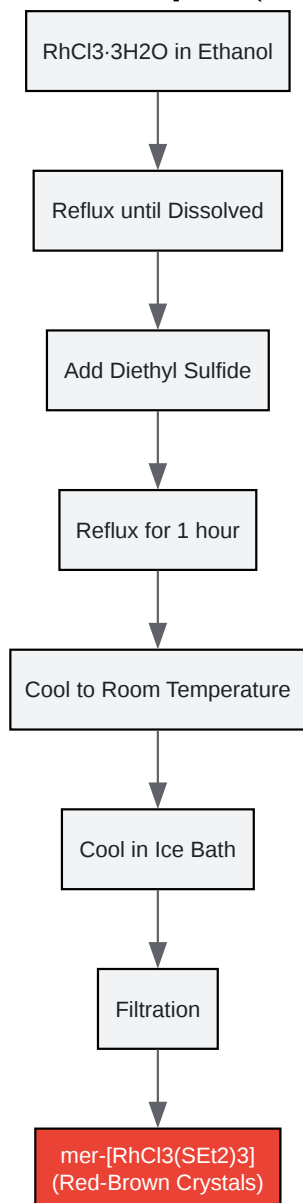 RhCl3·3H2O in Ethanol
Reflux until Dissolved
Add Diethyl Sulfide
Reflux for 1 hour
Cool to Room Temperature
Cool in Ice Bath
Filtration
mer-[RhCl3(SEt2)3]
(Red-Brown Crystals)